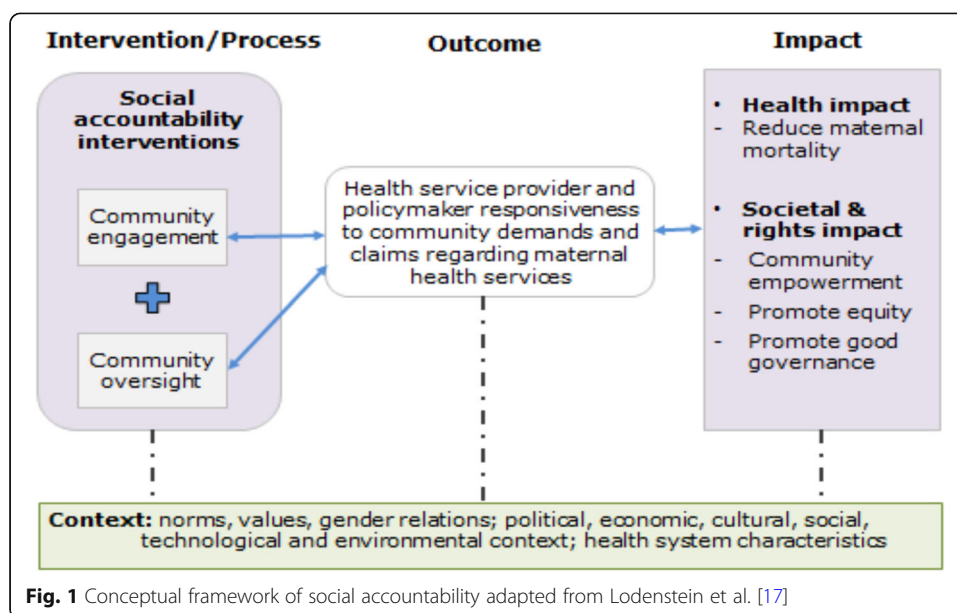 Intervention/Process
Outcome
Impact
Social
accountability
interventions
Community
engagement
Community
oversight
Health service provider and
policymaker responsiveness
to community demands and
claims regarding maternal
health services
• Health impact
- Reduce maternal
mortality
• Societal &
rights impact
- Community
empowerment
- Promote equity
- Promote good
governance
Context: norms, values, gender relations; political, economic, cultural, social,
technological and environmental context; health system characteristics
Fig. 1 Conceptual framework of social accountability adapted from Lodenstein et al. [17]